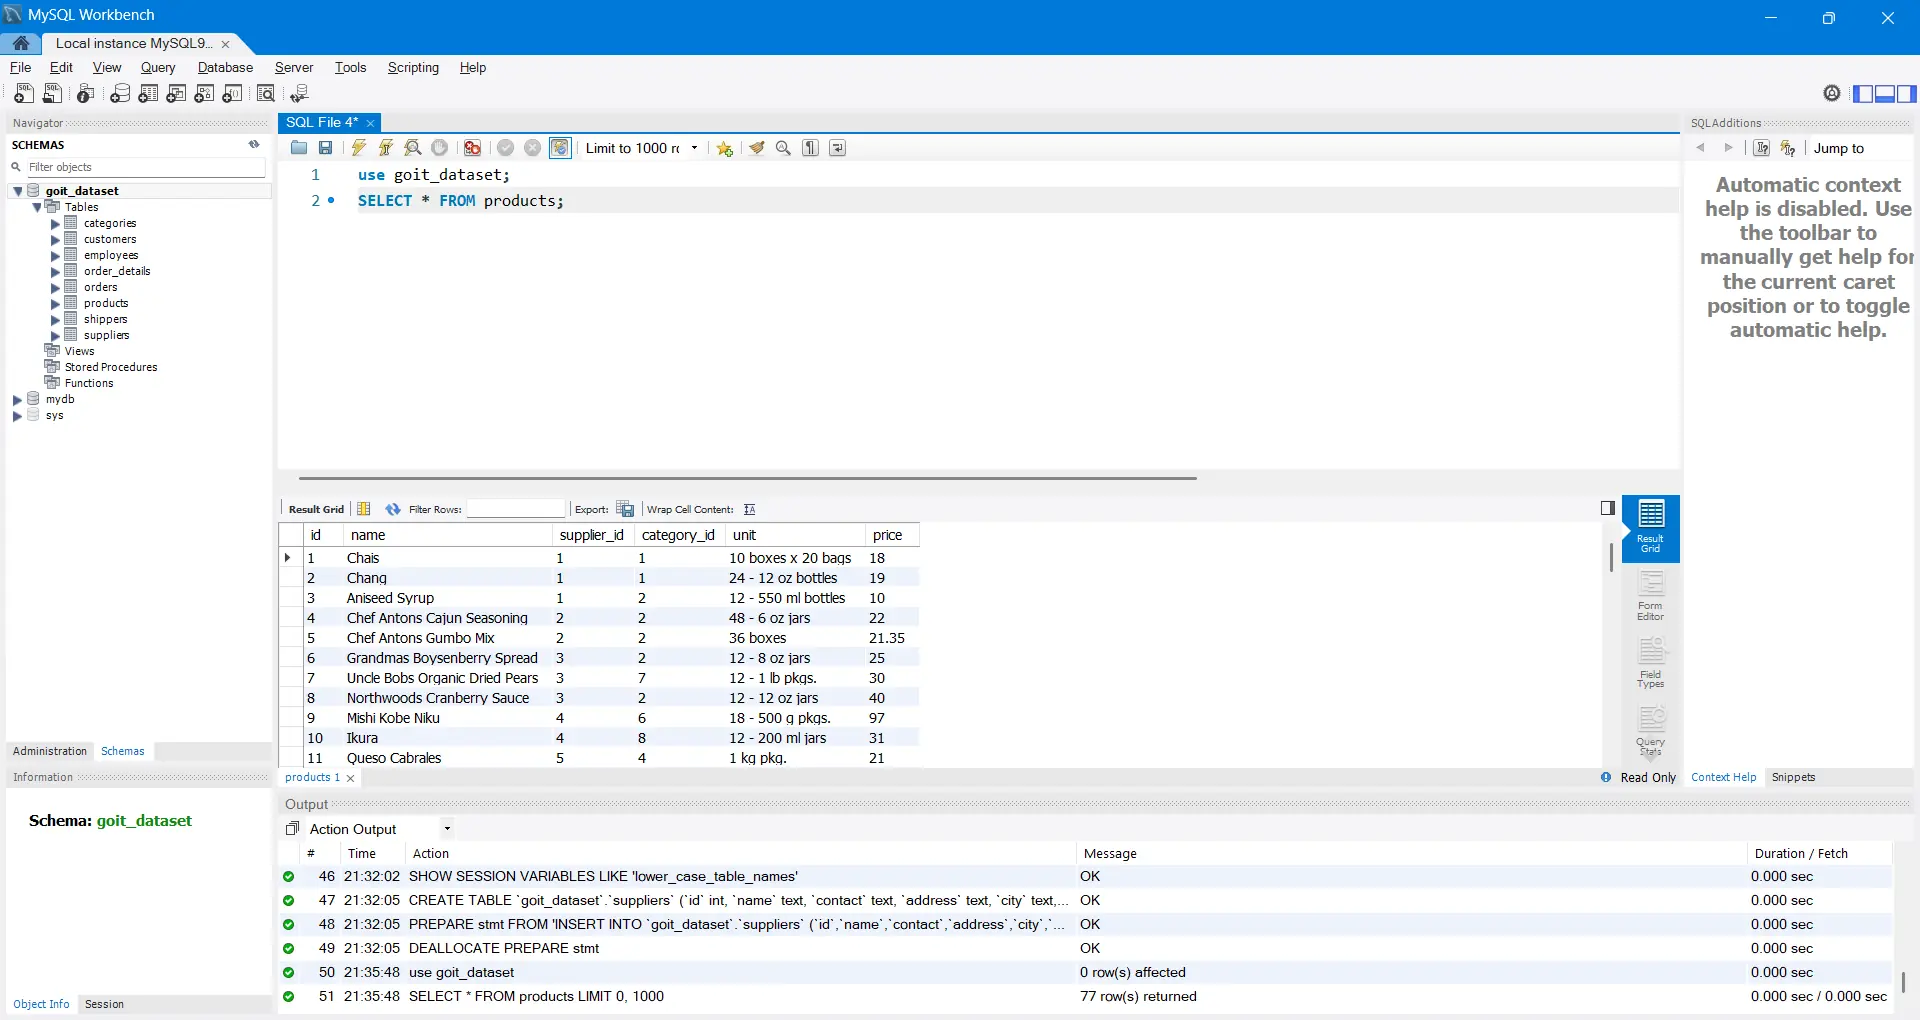 MySQL Workbench
Local instance MySQL9...
File Edit View Query Database Server Tools Scripting Help
Navigator
SCHEMAS
Filter objects
goit_dataset
Tables
categories
customers
employees
order_details
orders
products
shippers
suppliers
Views
Stored Procedures
Functions
mydb
sys
Administration Schemas
Information
Schema: goit_dataset
Object Info Session
SQL File 4*
Limit to 1000 rc
1 use goit_dataset;
2 SELECT * FROM products;
Result Grid Filter Rows: Export: Wrap Cell Content:
id name supplier_id category_id unit price
1 Chais 1 1 10 boxes x 20 bags 18
2 Chang 1 1 24 - 12 oz bottles 19
3 Aniseed Syrup 1 2 12 - 550 ml bottles 10
4 Chef Antons Cajun Seasoning 2 2 48 - 6 oz jars 22
5 Chef Antons Gumbo Mix 2 2 36 boxes 21.35
6 Grandmas Boysenberry Spread 3 2 12 - 8 oz jars 25
7 Uncle Bobs Organic Dried Pears 3 7 12 - 1 lb pkgs. 30
8 Northwoods Cranberry Sauce 3 2 12 - 12 oz jars 40
9 Mishi Kobe Niku 4 6 18 - 500 g pkgs. 97
10 Ikura 4 8 12 - 200 ml jars 31
11 Queso Cabrales 5 4 1 kg pkg. 21
Result
Grid
Form
Editor
Field
Types
Query
Stats
products 1
Read Only
Output
Action Output
# Time Action Message Duration / Fetch
46 21:32:02 SHOW SESSION VARIABLES LIKE 'lower_case_table_names' OK 0.000 sec
47 21:32:05 CREATE TABLE `goit_dataset`.`suppliers` (`id` int, `name` text, `contact` text, `address` text, `city` text,... OK 0.000 sec
48 21:32:05 PREPARE stmt FROM 'INSERT INTO `goit_dataset`.`suppliers` (`id`,`name`,`contact`,`address`,`city`,`... OK 0.000 sec
49 21:32:05 DEALLOCATE PREPARE stmt OK 0.000 sec
50 21:35:48 use goit_dataset 0 row(s) affected 0.000 sec
51 21:35:48 SELECT * FROM products LIMIT 0, 1000 77 row(s) returned 0.000 sec / 0.000 sec
SQLAdditions
Jump to
Automatic context
help is disabled. Use
the toolbar to
manually get help for
the current caret
position or to toggle
automatic help.
Context Help Snippets